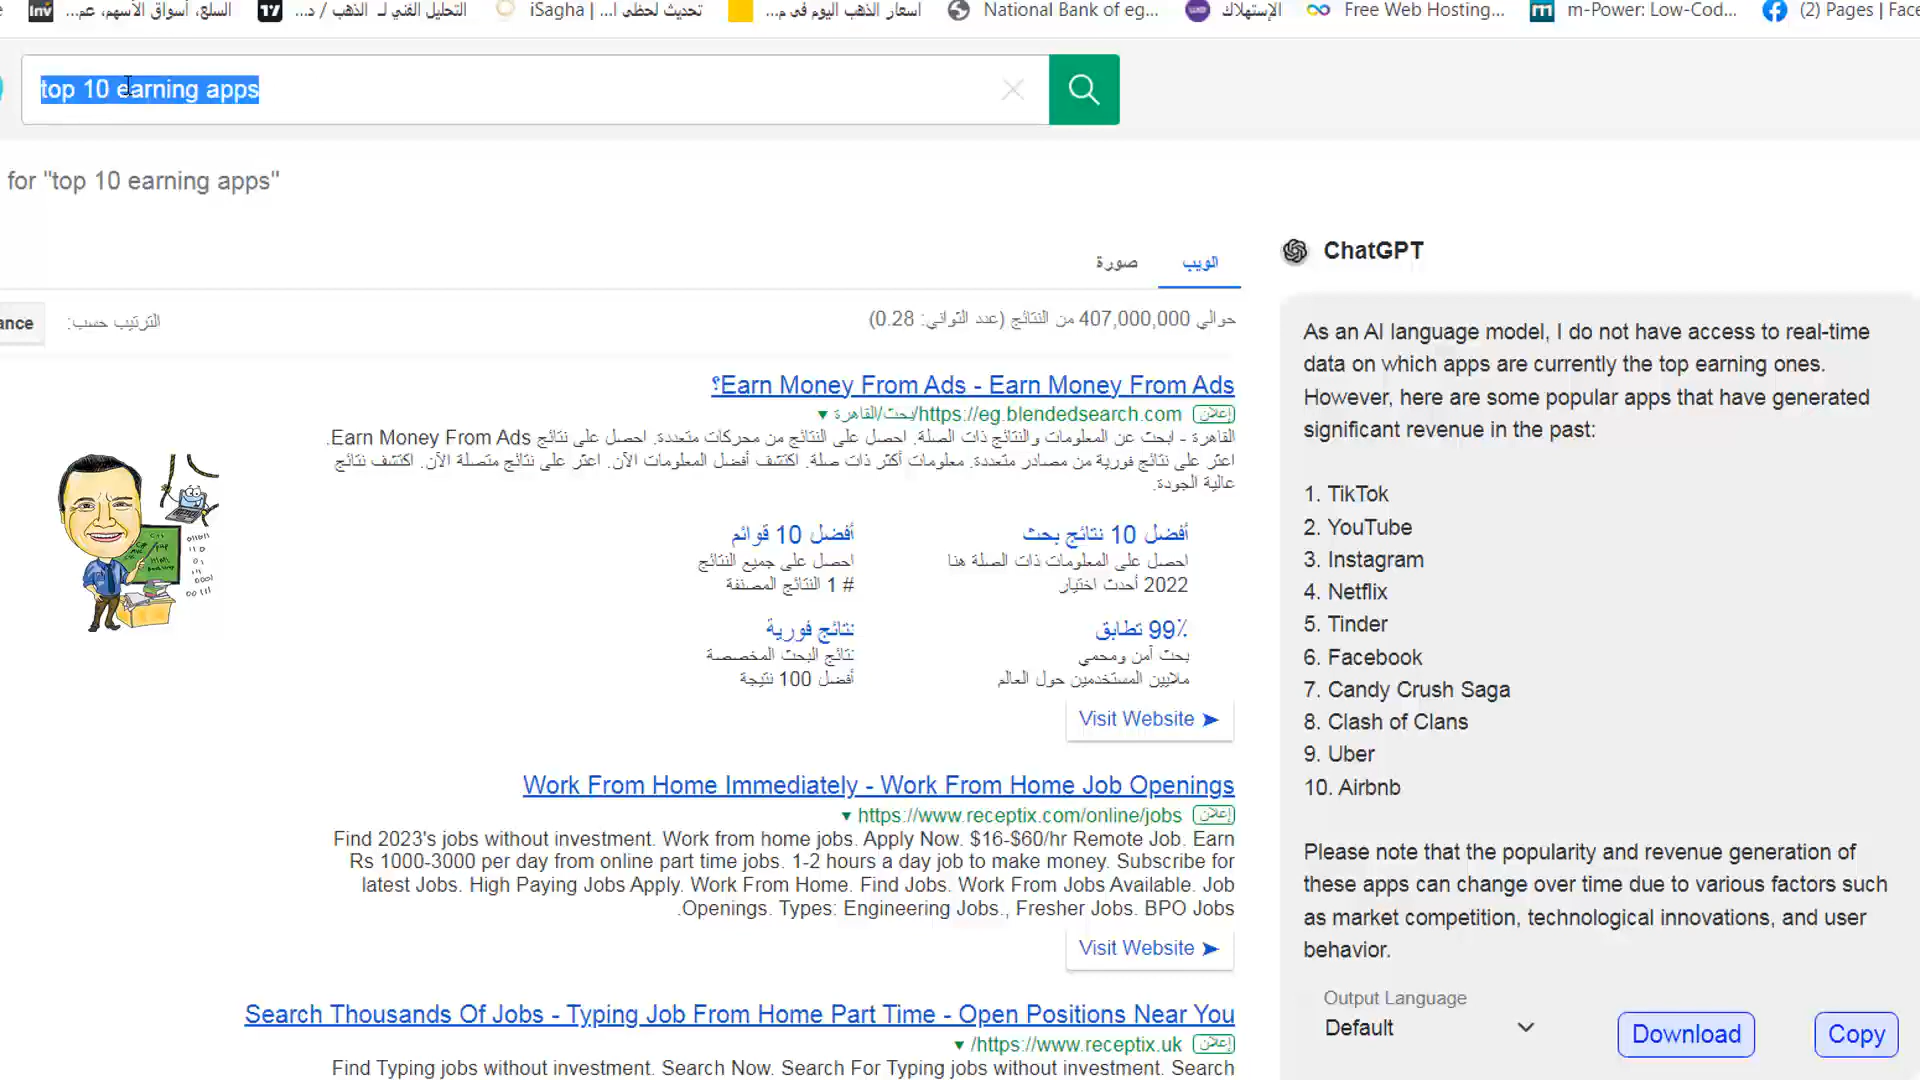 السلع، أسواق الأسهم، عم...
التحليل الفني لـ الذهب / د...
iSagha | تحديث لحظى ا...
اسعار الذهب اليوم فى م...
National Bank of eg...
الإستهلاك
Free Web Hosting...
m-Power: Low-Cod...
(2) Pages | Face
top 10 earning apps
for "top 10 earning apps"
الويب
صورة
حوالي 407,000,000 من النتائج (عدد الثواني: 0.28)
الترتيب حسب:
ance
Earn Money From Ads - Earn Money From Ads؟
إعلان https://eg.blendedsearch.com/بحث/القاهرة
القاهرة - ابحث عن المعلومات والنتائج ذات الصلة. احصل على النتائج من محركات متعددة. احصل على نتائج Earn Money From Ads.
اعثر على نتائج فورية من مصادر متعددة. معلومات أكثر ذات صلة. اكتشف أفضل المعلومات الآن. اعثر على نتائج متصلة الآن. اكتشف نتائج
عالية الجودة.
أفضل 10 نتائج بحث
احصل على المعلومات ذات الصلة هنا
2022 أحدث اختيار
أفضل 10 قوائم
احصل على جميع النتائج
# 1 النتائج المصنفة
99٪ تطابق
بحث آمن ومحمي
ملايين المستخدمين حول العالم
نتائج فورية
نتائج البحث المخصصة
أفضل 100 نتيجة
Visit Website
Work From Home Immediately - Work From Home Job Openings
إعلان https://www.receptix.com/online/jobs
Find 2023's jobs without investment. Work from home jobs. Apply Now. $16-$60/hr Remote Job. Earn
Rs 1000-3000 per day from online part time jobs. 1-2 hours a day job to make money. Subscribe for
latest Jobs. High Paying Jobs Apply. Work From Home. Find Jobs. Work From Jobs Available. Job
Openings. Types: Engineering Jobs., Fresher Jobs. BPO Jobs.
Visit Website
Search Thousands Of Jobs - Typing Job From Home Part Time - Open Positions Near You
إعلان https://www.receptix.uk/
Find Typing jobs without investment. Search Now. Search For Typing jobs without investment. Search
ChatGPT
As an AI language model, I do not have access to real-time
data on which apps are currently the top earning ones.
However, here are some popular apps that have generated
significant revenue in the past:
1. TikTok
2. YouTube
3. Instagram
4. Netflix
5. Tinder
6. Facebook
7. Candy Crush Saga
8. Clash of Clans
9. Uber
10. Airbnb
Please note that the popularity and revenue generation of
these apps can change over time due to various factors such
as market competition, technological innovations, and user
behavior.
Output Language
Default
Download
Copy